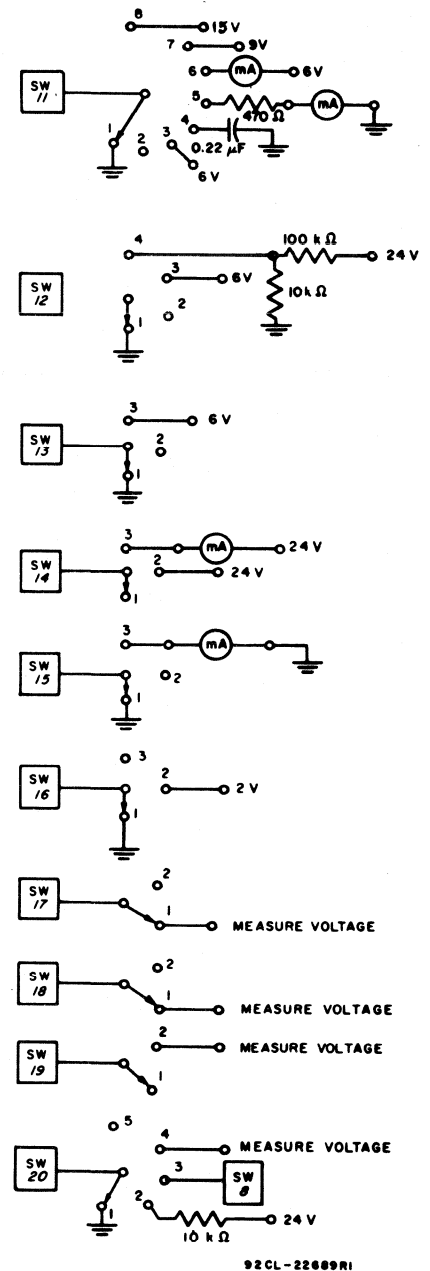 8 15V
7 9V
6 mA 6V
SW 11
5 470 Ω mA
4 0.22 μF
1 2 3
6V
4 100 kΩ 24V
SW 12
3 6V
10kΩ
2
1
3 6V
SW 13
2
1
3 mA 24V
SW 14
2 24V
1
3 mA
SW 15
2
1
3
SW 16
2 2V
1
2
SW 17
1 MEASURE VOLTAGE
2
SW 18
1 MEASURE VOLTAGE
2 MEASURE VOLTAGE
SW 19
1
5
4 MEASURE VOLTAGE
SW 20
3 SW 8
1 2 10 kΩ 24V
92CL-22689R1